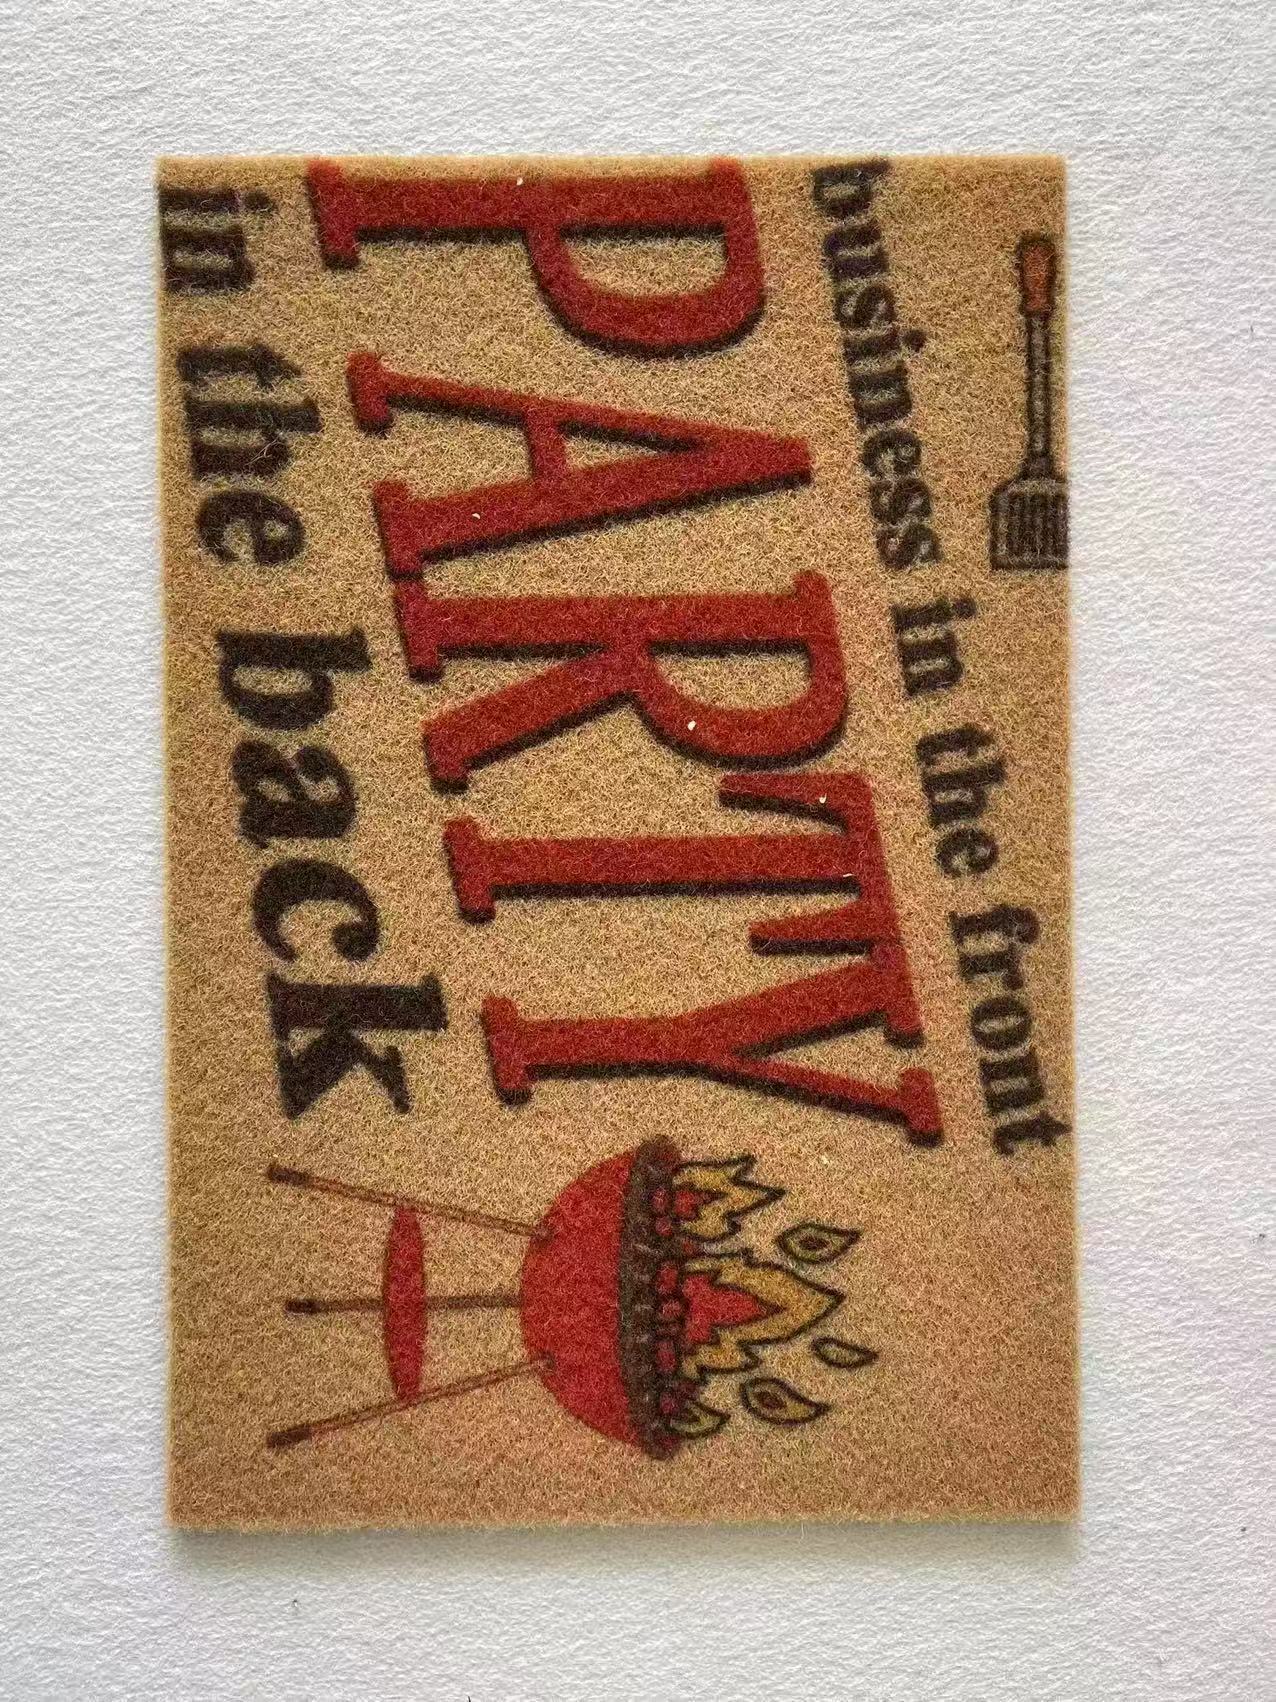 business in the front
PARTY
in the back